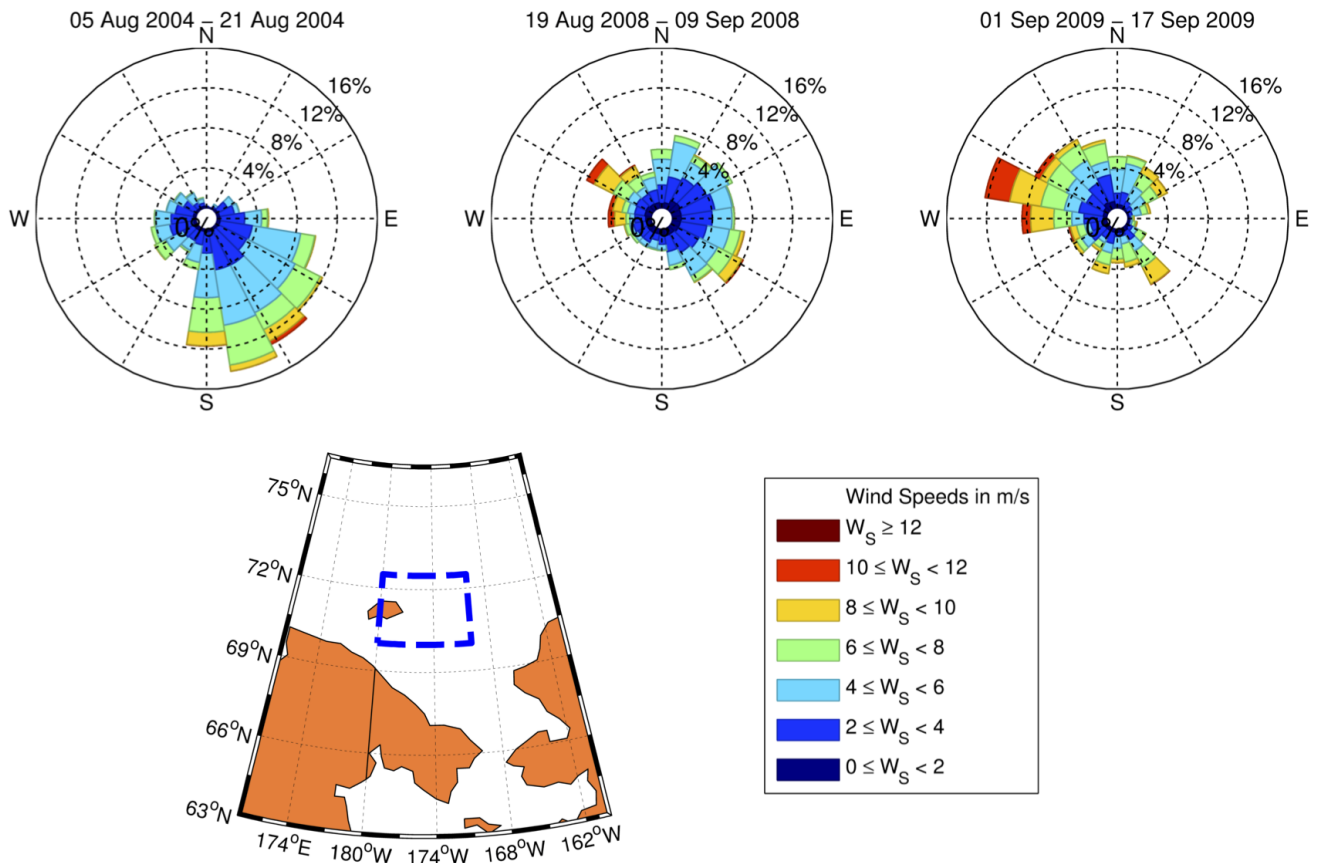 05 Aug 2004 – 21 Aug 2004
N
16%
12%
8%
4%
0%
W
E
S
19 Aug 2008 – 09 Sep 2008
N
16%
12%
8%
4%
0%
W
E
S
01 Sep 2009 – 17 Sep 2009
N
16%
12%
8%
4%
0%
W
E
S
75°N
72°N
69°N
66°N
63°N
174°E 180°W 174°W 168°W 162°W
Wind Speeds in m/s
W_S ≥ 12
10 ≤ W_S < 12
8 ≤ W_S < 10
6 ≤ W_S < 8
4 ≤ W_S < 6
2 ≤ W_S < 4
0 ≤ W_S < 2